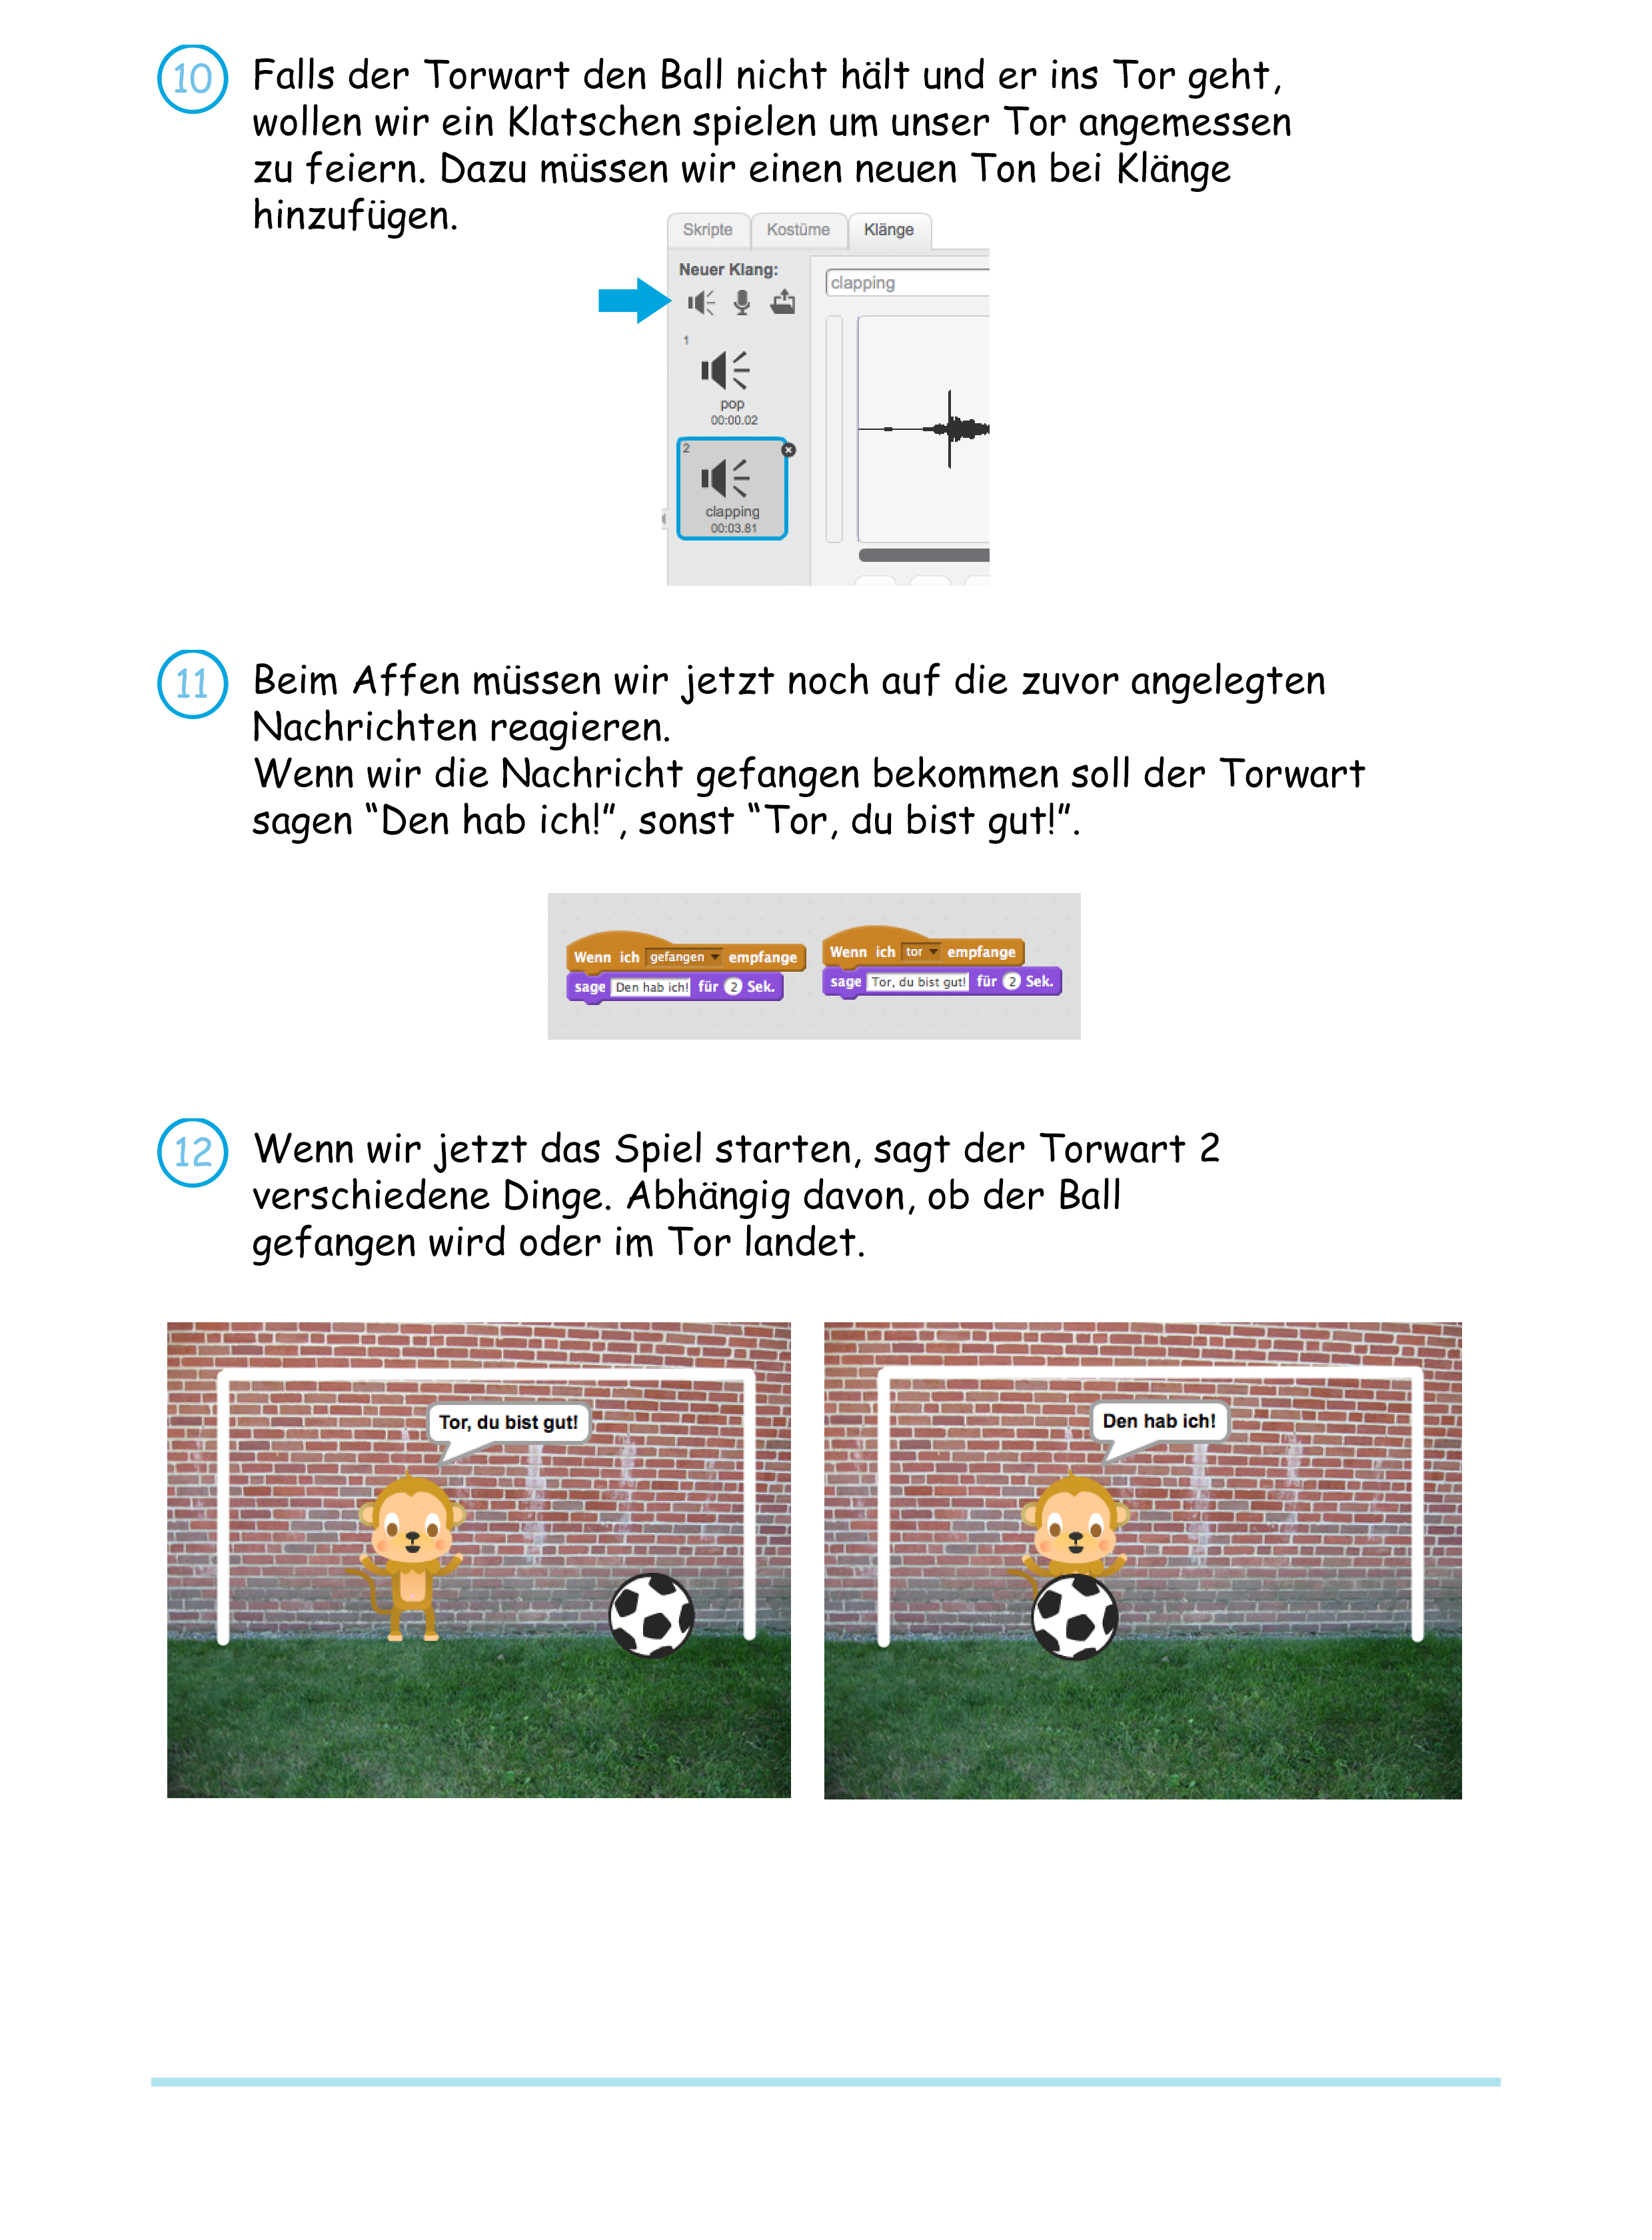 10
Falls der Torwart den Ball nicht hält und er ins Tor geht,
wollen wir ein Klatschen spielen um unser Tor angemessen
zu feiern. Dazu müssen wir einen neuen Ton bei Klänge
hinzufügen.
Skripte Kostüme Klänge
Neuer Klang:
clapping
1
pop
00:00.02
2
clapping
00:03.81
11
Beim Affen müssen wir jetzt noch auf die zuvor angelegten
Nachrichten reagieren.
Wenn wir die Nachricht gefangen bekommen soll der Torwart
sagen “Den hab ich!”, sonst “Tor, du bist gut!”.
Wenn ich gefangen empfange
sage Den hab ich! für 2 Sek.
Wenn ich tor empfange
sage Tor, du bist gut! für 2 Sek.
12
Wenn wir jetzt das Spiel starten, sagt der Torwart 2
verschiedene Dinge. Abhängig davon, ob der Ball
gefangen wird oder im Tor landet.
Tor, du bist gut!
Den hab ich!